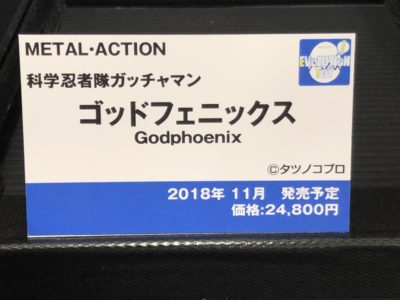 METAL・ACTION
EVOLUTION
TOY
科学忍者隊ガッチャマン
ゴッドフェニックス
Godphoenix
©タツノコプロ
2018年 11月 発売予定
価格:24,800円